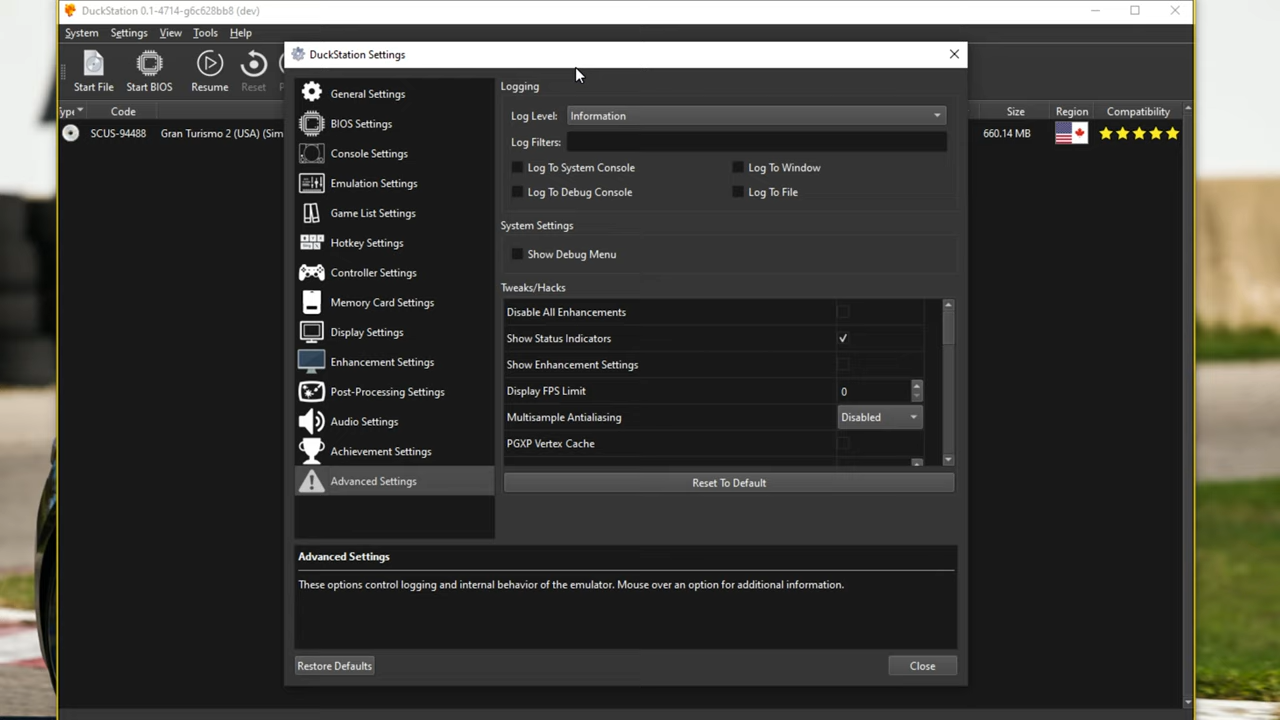 DuckStation 0.1-4714-g6c628bb8 (dev)
System Settings View Tools Help
Start File Start BIOS Resume Reset
Code Size Region Compatibility
SCUS-94488 Gran Turismo 2 (USA) (Sim 660.14 MB
DuckStation Settings
General Settings
BIOS Settings
Console Settings
Emulation Settings
Game List Settings
Hotkey Settings
Controller Settings
Memory Card Settings
Display Settings
Enhancement Settings
Post-Processing Settings
Audio Settings
Achievement Settings
Advanced Settings
Logging
Log Level: Information
Log Filters:
Log To System Console Log To Window
Log To Debug Console Log To File
System Settings
Show Debug Menu
Tweaks/Hacks
Disable All Enhancements
Show Status Indicators
Show Enhancement Settings
Display FPS Limit 0
Multisample Antialiasing Disabled
PGXP Vertex Cache
Reset To Default
Advanced Settings
These options control logging and internal behavior of the emulator. Mouse over an option for additional information.
Restore Defaults Close